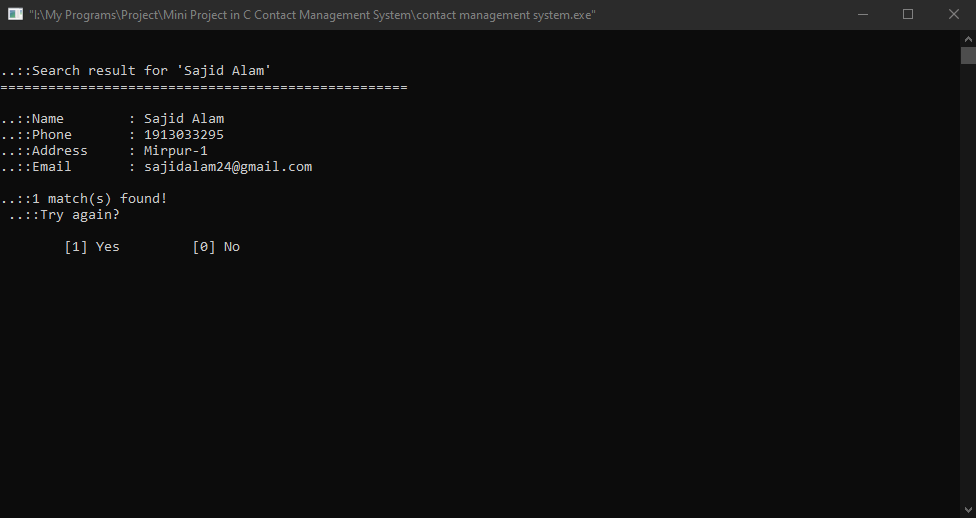 "I:\My Programs\Project\Mini Project in C Contact Management System\contact management system.exe"
..::Search result for 'Sajid Alam'
===================================================
..::Name        : Sajid Alam
..::Phone       : 1913033295
..::Address     : Mirpur-1
..::Email       : sajidalam24@gmail.com
..::1 match(s) found!
..::Try again?
[1] Yes         [0] No